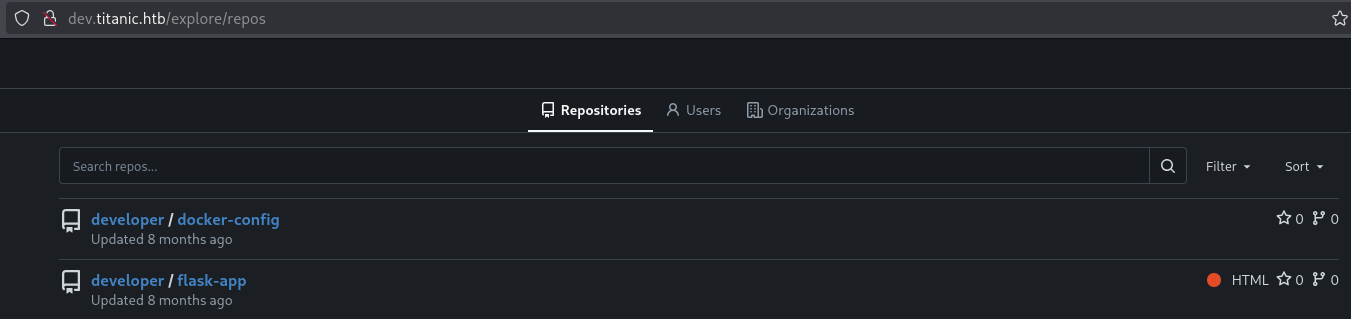 dev.titanic.htb/explore/repos
Repositories Users Organizations
Search repos... Filter Sort
developer / docker-config 0 0
Updated 8 months ago
developer / flask-app HTML 0 0
Updated 8 months ago